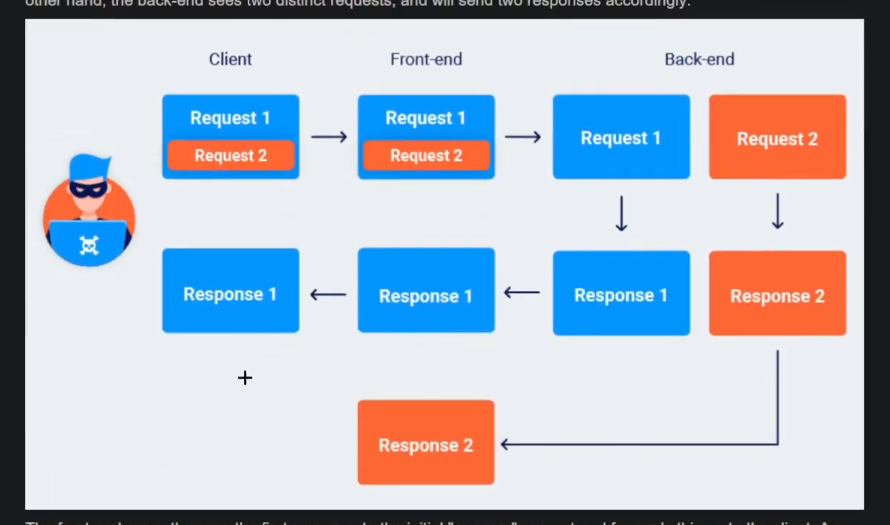 other hand, the back-end sees two distinct requests, and will send two responses accordingly.
Client Front-end Back-end
Request 1 Request 1
Request 2 Request 2
Request 1 Request 2
Response 1 Response 1 Response 1 Response 2
Response 2